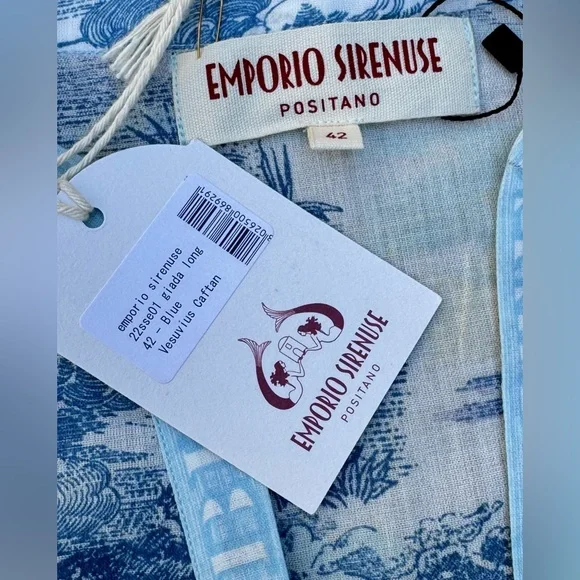 EMPORIO SIRENUSE
POSITANO
42
emporio sirenuse
22sse01 giada long
42 - Blue
Vesuvius Caftan
EMPORIO SIRENUSE
POSITANO